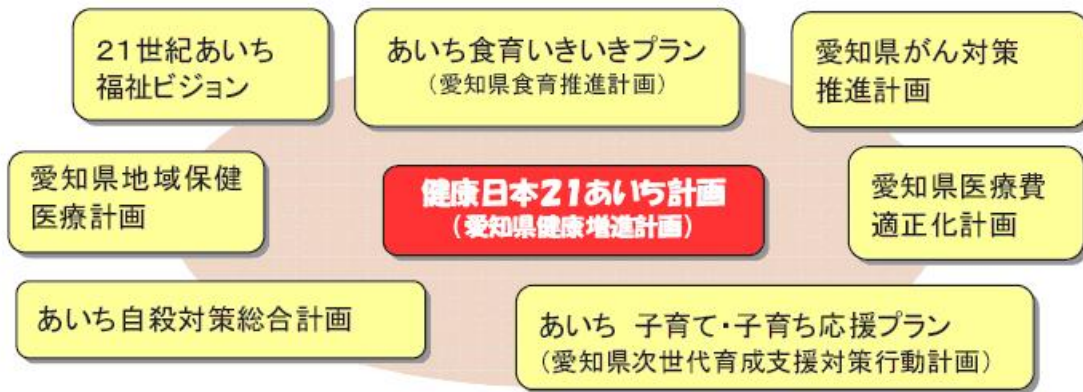 21世紀あいち
福祉ビジョン
あいち食育いきいきプラン
（愛知県食育推進計画）
愛知県がん対策
推進計画
愛知県地域保健
医療計画
健康日本21あいち計画
（愛知県健康増進計画）
愛知県医療費
適正化計画
あいち自殺対策総合計画
あいち 子育て・子育ち応援プラン
（愛知県次世代育成支援対策行動計画）